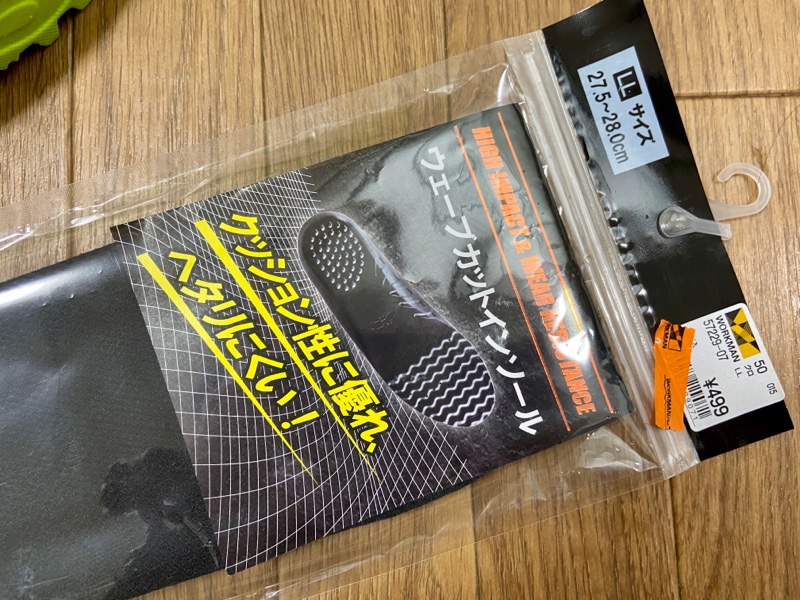 LL サイズ
27.5～28.0cm
HIGH IMPACT & WEAR RESISTANCE
ウェーブカットインソール
クッション性に優れ、
ヘタリにくい！
WORKMAN
57229-07
50
クロ
LL
015
¥499